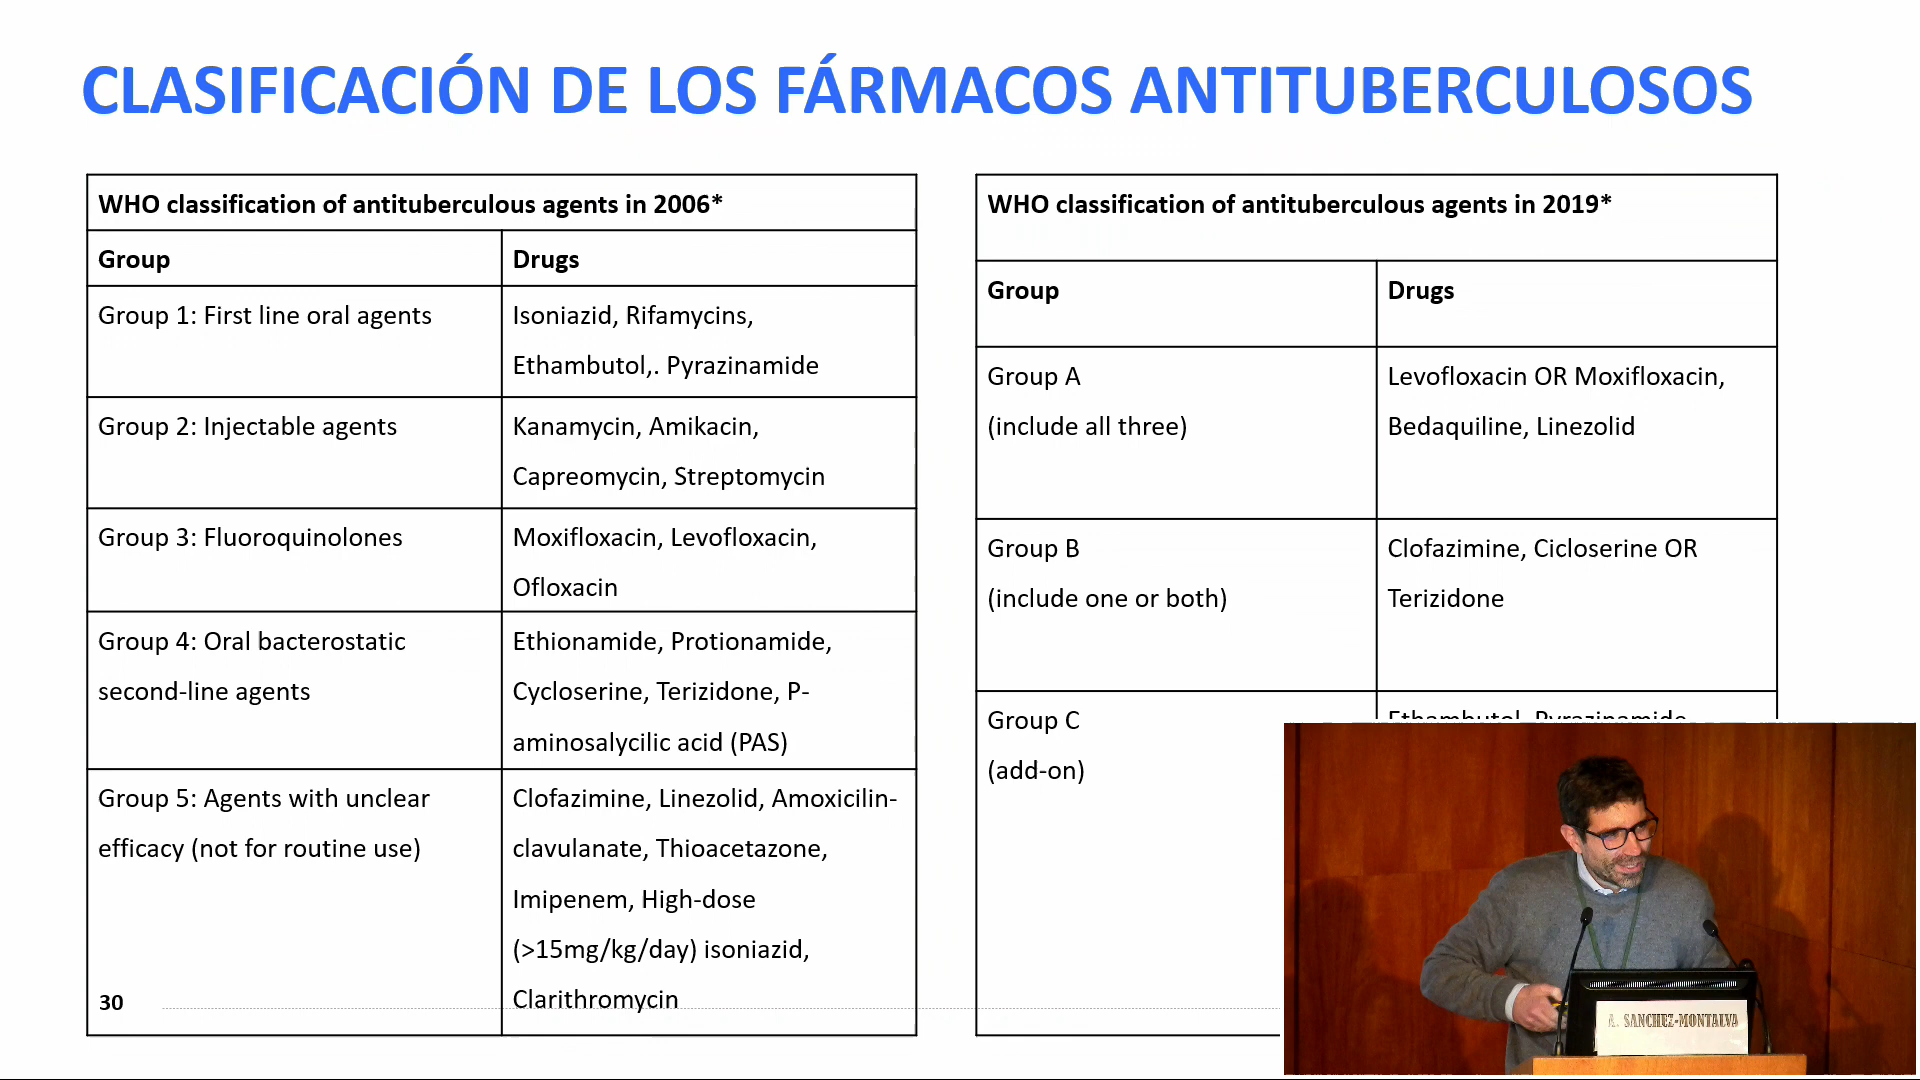 CLASIFICACIÓN DE LOS FÁRMACOS ANTITUBERCULOSOS
WHO classification of antituberculous agents in 2006*
Group
Drugs
Group 1: First line oral agents
Isoniazid, Rifamycins,
Ethambutol,. Pyrazinamide
Group 2: Injectable agents
Kanamycin, Amikacin,
Capreomycin, Streptomycin
Group 3: Fluoroquinolones
Moxifloxacin, Levofloxacin,
Ofloxacin
Group 4: Oral bacterostatic
second-line agents
Ethionamide, Protionamide,
Cycloserine, Terizidone, P-
aminosalycilic acid (PAS)
Group 5: Agents with unclear
efficacy (not for routine use)
Clofazimine, Linezolid, Amoxicilin-
clavulanate, Thioacetazone,
Imipenem, High-dose
(>15mg/kg/day) isoniazid,
Clarithromycin
30
WHO classification of antituberculous agents in 2019*
Group
Drugs
Group A
(include all three)
Levofloxacin OR Moxifloxacin,
Bedaquiline, Linezolid
Group B
(include one or both)
Clofazimine, Cicloserine OR
Terizidone
Group C
(add-on)
Ethambutol, Pyrazinamide
A. SANCHEZ-MONTALVA